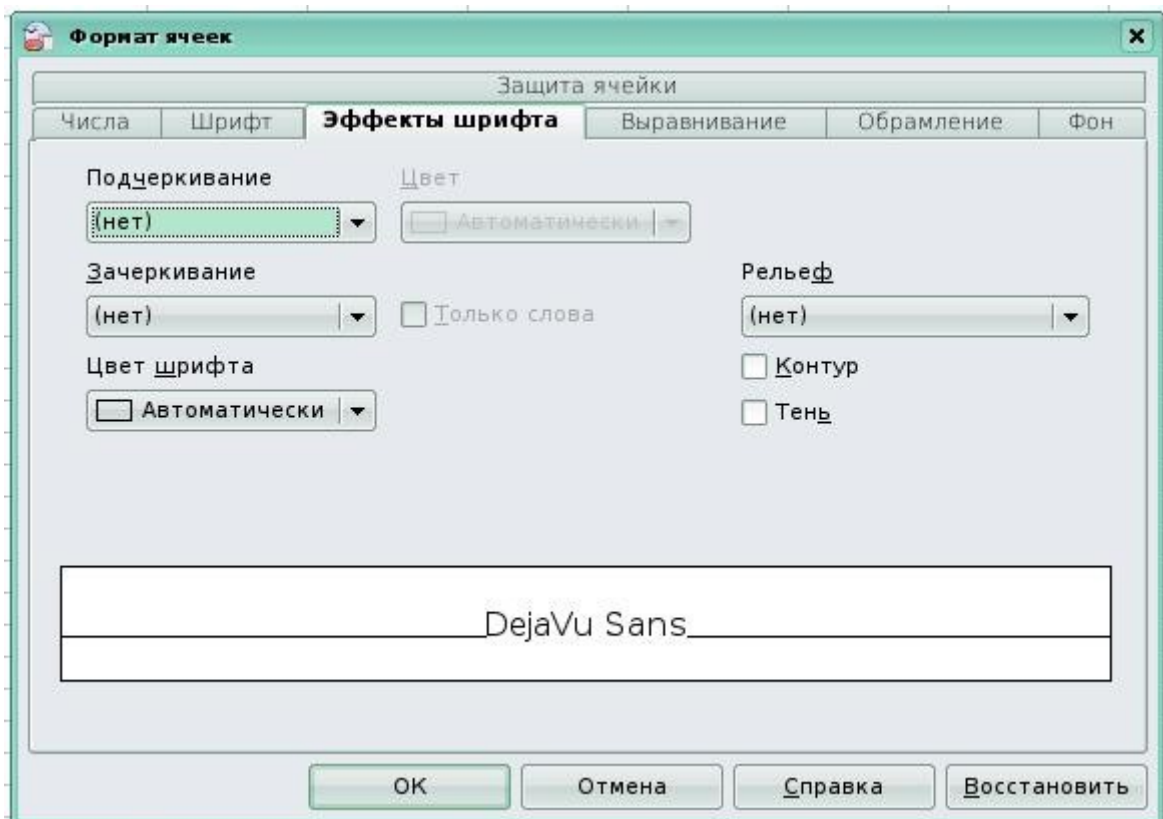 Формат ячеек
Защита ячейки
Числа Шрифт Эффекты шрифта Выравнивание Обрамление Фон
Подчеркивание Цвет
(нет) Автоматически
Зачеркивание Рельеф
(нет) Только слова (нет)
Цвет шрифта Контур
Автоматически Тень
DejaVu Sans
OK Отмена Справка Восстановить